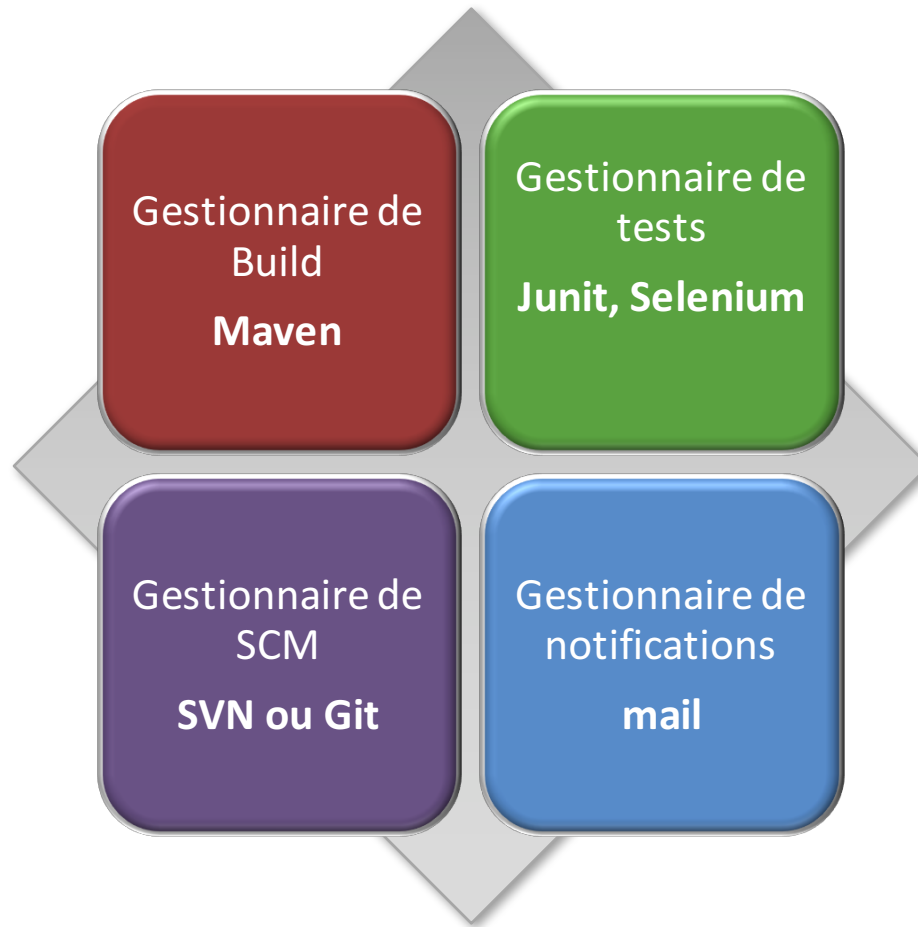 Gestionnaire de
Build
Maven
Gestionnaire de
tests
Junit, Selenium
Gestionnaire de
SCM
SVN ou Git
Gestionnaire de
notifications
mail